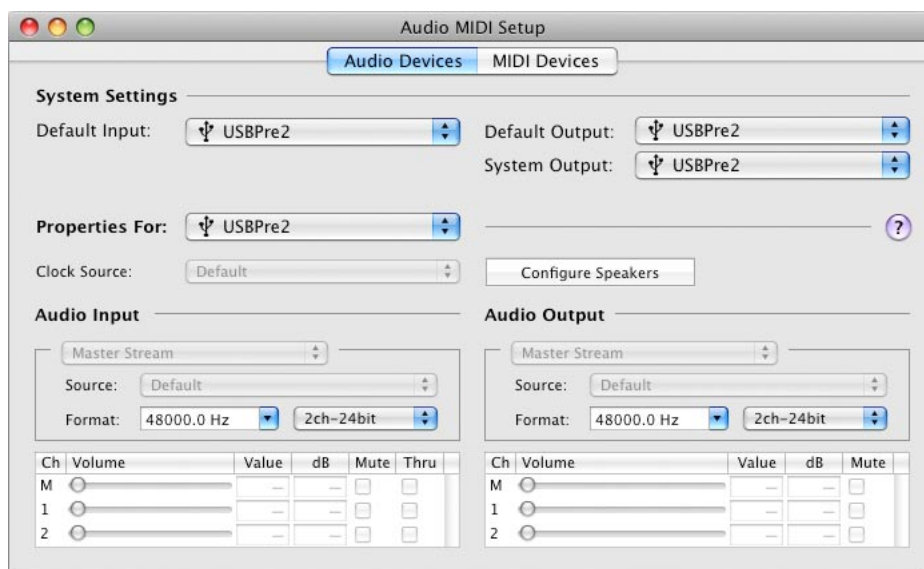 Audio MIDI Setup
Audio Devices MIDI Devices
System Settings
Default Input: USBPre2
Default Output: USBPre2
System Output: USBPre2
Properties For: USBPre2
?
Clock Source: Default
Configure Speakers
Audio Input
Master Stream
Source: Default
Format: 48000.0 Hz 2ch-24bit
Ch Volume Value dB Mute Thru
M — —
1 — —
2 — —
Audio Output
Master Stream
Source: Default
Format: 48000.0 Hz 2ch-24bit
Ch Volume Value dB Mute
M — —
1 — —
2 — —